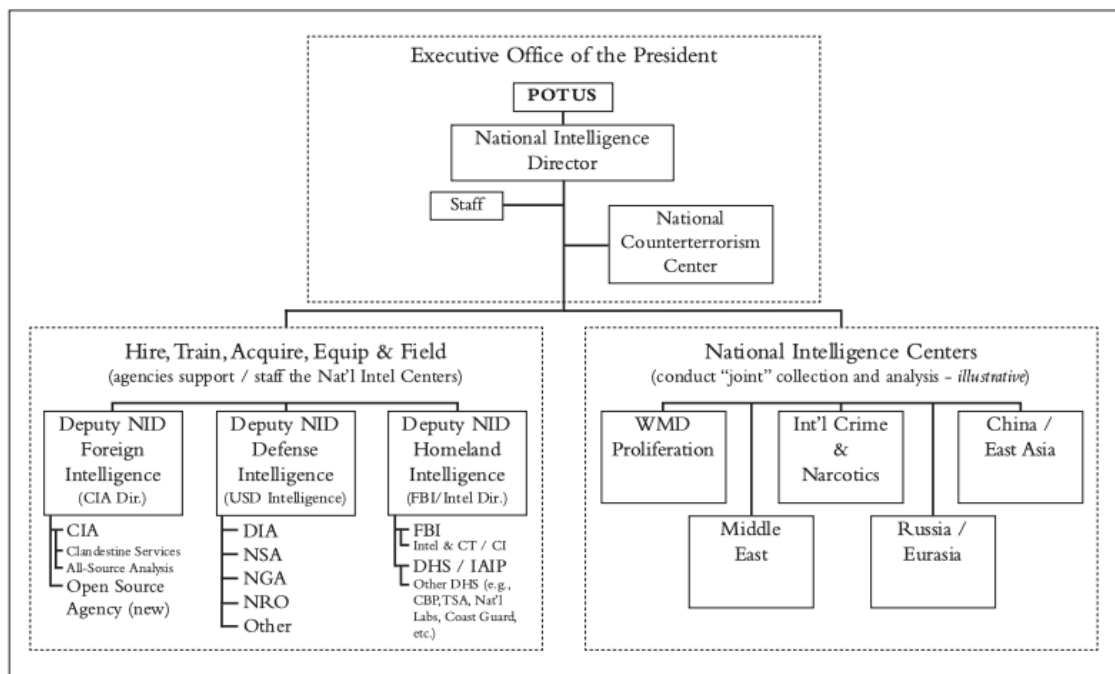 Executive Office of the President
POTUS
National Intelligence
Director
Staff
National
Counterterrorism
Center
Hire, Train, Acquire, Equip & Field
(agencies support / staff the Nat'l Intel Centers)
Deputy NID
Foreign
Intelligence
(CIA Dir.)
CIA
Clandestine Services
All-Source Analysis
Open Source
Agency (new)
Deputy NID
Defense
Intelligence
(USD Intelligence)
DIA
NSA
NGA
NRO
Other
Deputy NID
Homeland
Intelligence
(FBI/Intel Dir.)
FBI
Intel & CT / CI
DHS / IAIP
Other DHS (e.g.,
CBP, TSA, Nat'l
Labs, Coast Guard,
etc.)
National Intelligence Centers
(conduct "joint" collection and analysis – illustrative)
WMD
Proliferation
Int'l Crime
&
Narcotics
China /
East Asia
Middle
East
Russia /
Eurasia